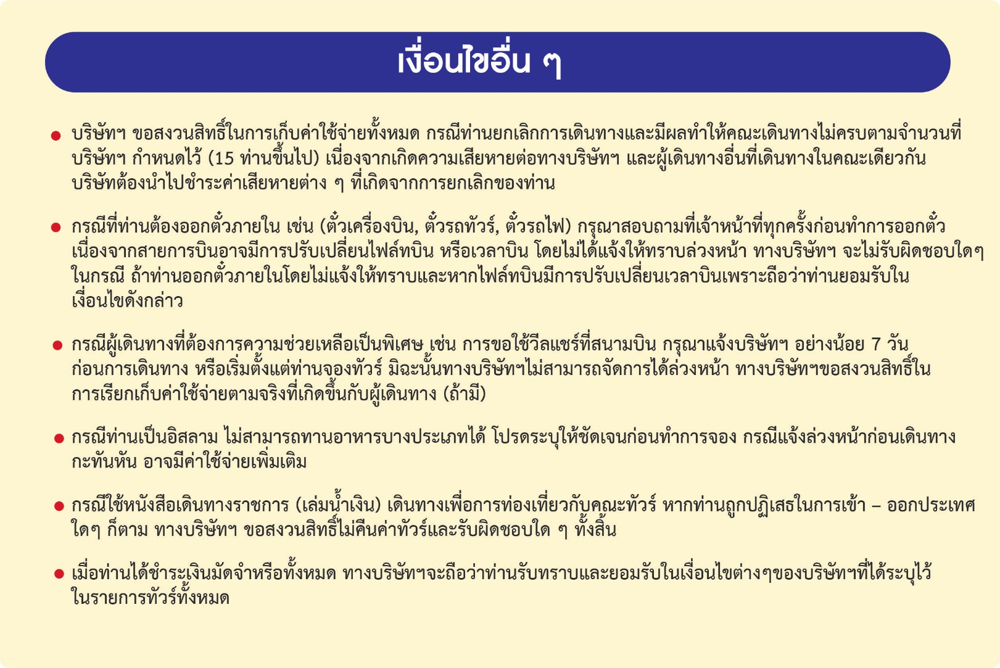 เงื่อนไขอื่น ๆ
บริษัทฯ ขอสงวนสิทธิ์ในการเก็บค่าใช้จ่ายทั้งหมด กรณีท่านยกเลิกการเดินทางและมีผลทำให้คณะเดินทางไม่ครบตามจำนวนที่
บริษัทฯ กำหนดไว้ (15 ท่านขึ้นไป) เนื่องจากเกิดความเสียหายต่อทางบริษัทฯ และผู้เดินทางอื่นที่เดินทางในคณะเดียวกัน
บริษัทต้องนำไปชำระค่าเสียหายต่าง ๆ ที่เกิดจากการยกเลิกของท่าน
กรณีที่ท่านต้องออกตั๋วภายใน เช่น (ตั๋วเครื่องบิน, ตั๋วรถทัวร์, ตั๋วรถไฟ) กรุณาสอบถามที่เจ้าหน้าที่ทุกครั้งก่อนทำการออกตั๋ว
เนื่องจากสายการบินอาจมีการปรับเปลี่ยนไฟล์ทบิน หรือเวลาบิน โดยไม่ได้แจ้งให้ทราบล่วงหน้า ทางบริษัทฯ จะไม่รับผิดชอบใดๆ
ในกรณี ถ้าท่านออกตั๋วภายในโดยไม่แจ้งให้ทราบและหากไฟล์ทบินมีการปรับเปลี่ยนเวลาบินเพราะถือว่าท่านยอมรับใน
เงื่อนไขดังกล่าว
กรณีผู้เดินทางที่ต้องการความช่วยเหลือเป็นพิเศษ เช่น การขอใช้วีลแชร์ที่สนามบิน กรุณาแจ้งบริษัทฯ อย่างน้อย 7 วัน
ก่อนการเดินทาง หรือเริ่มตั้งแต่ท่านจองทัวร์ มิฉะนั้นทางบริษัทฯไม่สามารถจัดการได้ล่วงหน้า ทางบริษัทฯขอสงวนสิทธิ์ใน
การเรียกเก็บค่าใช้จ่ายตามจริงที่เกิดขึ้นกับผู้เดินทาง (ถ้ามี)
กรณีท่านเป็นอิสลาม ไม่สามารถทานอาหารบางประเภทได้ โปรดระบุให้ชัดเจนก่อนทำการจอง กรณีแจ้งล่วงหน้าก่อนเดินทาง
กะทันหัน อาจมีค่าใช้จ่ายเพิ่มเติม
กรณีใช้หนังสือเดินทางราชการ (เล่มน้ำเงิน) เดินทางเพื่อการท่องเที่ยวกับคณะทัวร์ หากท่านถูกปฏิเสธในการเข้า – ออกประเทศ
ใดๆ ก็ตาม ทางบริษัทฯ ขอสงวนสิทธิ์ไม่คืนค่าทัวร์และรับผิดชอบใด ๆ ทั้งสิ้น
เมื่อท่านได้ชำระเงินมัดจำหรือทั้งหมด ทางบริษัทฯจะถือว่าท่านรับทราบและยอมรับในเงื่อนไขต่างๆของบริษัทฯที่ได้ระบุไว้
ในรายการทัวร์ทั้งหมด